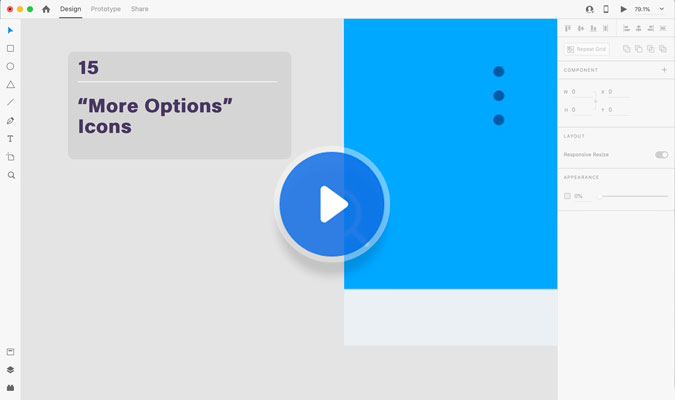 Design Prototype Share 79.1%
15
“More Options”
Icons
Repeat Grid
COMPONENT
W 0 X 0
H 0 Y 0
LAYOUT
Responsive Resize
APPEARANCE
0%